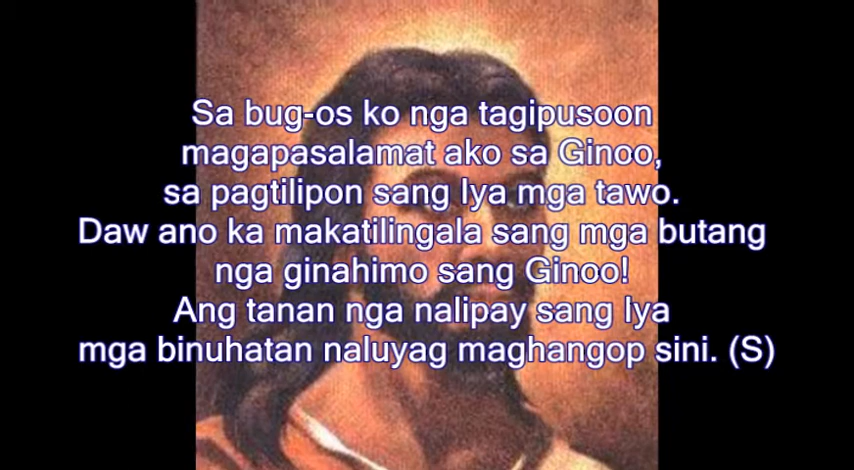 Sa bug-os ko nga tagipusoon
magapasalamat ako sa Ginoo,
sa pagtilipon sang Iya mga tawo.
Daw ano ka makatilingala sang mga butang
nga ginahimo sang Ginoo!
Ang tanan nga nalipay sang Iya
mga binuhatan naluyag maghangop sini. (S)